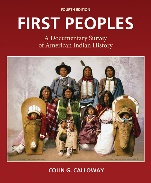 FOURTH EDITION
FIRST PEOPLES
A Documentary Survey
of American Indian History
COLIN G. CALLOWAY